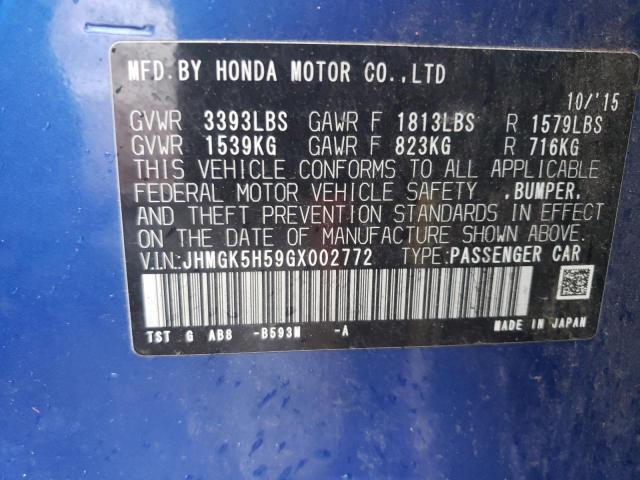 MFD.BY HONDA MOTOR CO.,LTD
10/'15
GVWR 3393LBS GAWR F 1813LBS R 1579LBS
GVWR 1539KG GAWR F 823KG R 716KG
THIS VEHICLE CONFORMS TO ALL APPLICABLE
FEDERAL MOTOR VEHICLE SAFETY ,BUMPER,
AND THEFT PREVENTION STANDARDS IN EFFECT
ON THE DATE OF MANUFACTURE SHOWN ABOVE.
V.I.N.:JHMGK5H59GX002772 TYPE:PASSENGER CAR
TST G AB8 -B593M -A
MADE IN JAPAN